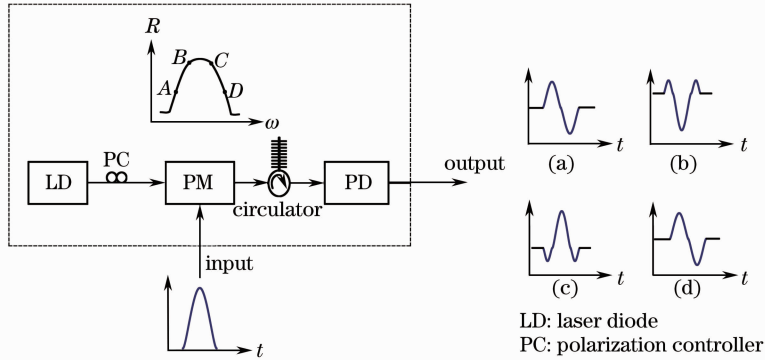 R
B
C
A
D
ω
PC
LD
PM
PD
circulator
output
input
t
t
(a)
t
(b)
t
(c)
t
(d)
LD: laser diode
PC: polarization controller